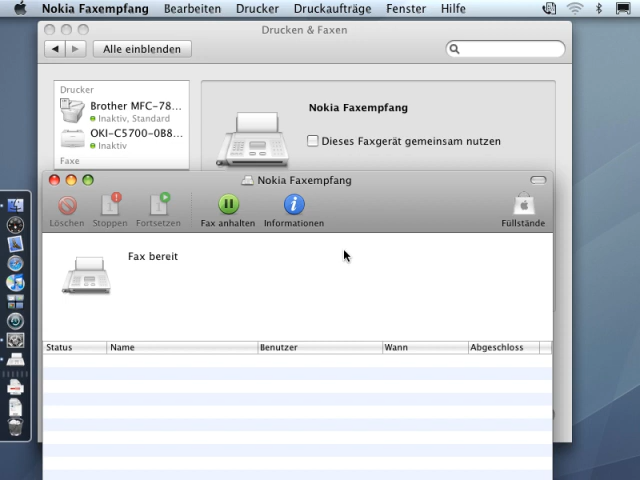 Nokia Faxempfang Bearbeiten Drucker Druckaufträge Fenster Hilfe
Drucken & Faxen
Alle einblenden
Drucker
Brother MFC-78...
Inaktiv, Standard
OKI-C5700-0B8...
Inaktiv
Faxe
Nokia Faxempfang
Dieses Faxgerät gemeinsam nutzen
Nokia Faxempfang
Löschen Stoppen Fortsetzen Fax anhalten Informationen Füllstände
Fax bereit
Status Name Benutzer Wann Abgeschloss